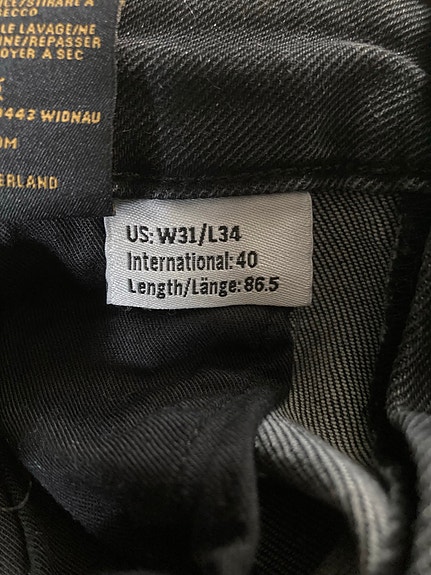 SECCO
LE LAVAGE/NE
INE/REPASSER
OYER A SEC
9443 WIDNAU
OM
ERLAND
US: W31/L34
International: 40
Length/Länge: 86.5